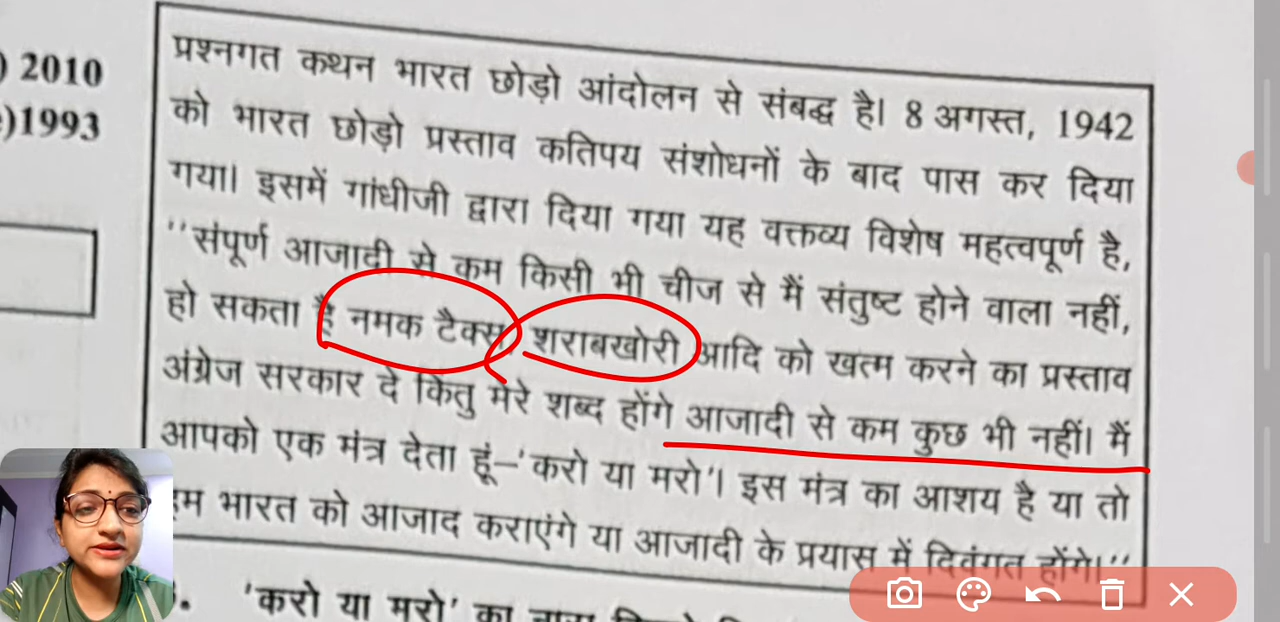 ) 2010
)1993
प्रश्नगत कथन भारत छोड़ो आंदोलन से संबद्ध है। 8 अगस्त, 1942
को भारत छोड़ो प्रस्ताव कतिपय संशोधनों के बाद पास कर दिया
गया। इसमें गांधीजी द्वारा दिया गया यह वक्तव्य विशेष महत्वपूर्ण है,
''संपूर्ण आजादी से कम किसी भी चीज से मैं संतुष्ट होने वाला नहीं,
हो सकता है नमक टैक्स, शराबखोरी आदि को खत्म करने का प्रस्ताव
अंग्रेज सरकार दे किंतु मेरे शब्द होंगे आजादी से कम कुछ भी नहीं। मैं
आपको एक मंत्र देता हूं–'करो या मरो'। इस मंत्र का आशय है या तो
हम भारत को आजाद कराएंगे या आजादी के प्रयास में दिवंगत होंगे।''
'करो या मरो' का नारा